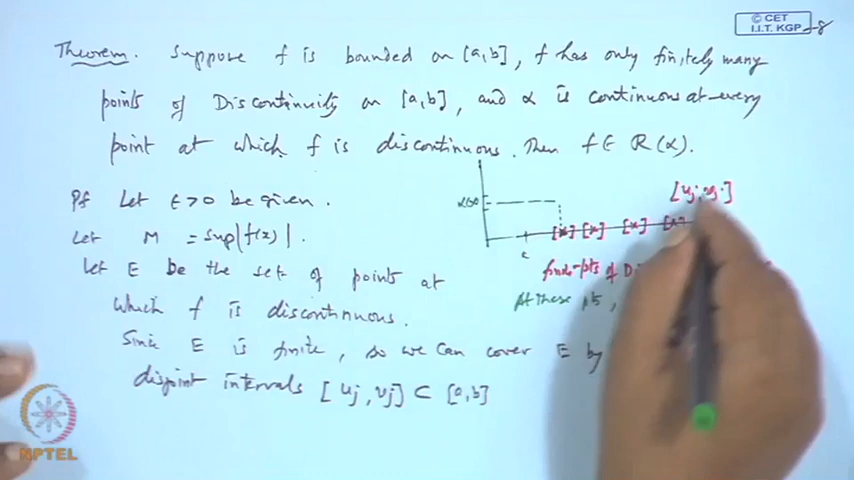 © CET
I.I.T. KGP
Theorem. Suppose f is bounded on [a,b], f has only finitely many
points of Discontinuity on [a,b], and α is continuous at every
point at which f is discontinuous. Then f ∈ R(α).
Pf Let ε>0 be given.
Let M = sup|f(x)|.
Let E be the set of points at
which f is discontinuous.
Since E is finite, so we can cover E by
disjoint intervals [uj, vj] ⊂ [a,b]
[uj, vj]
[x] [x] [x] [x]
pts of
At these pts,
NPTEL